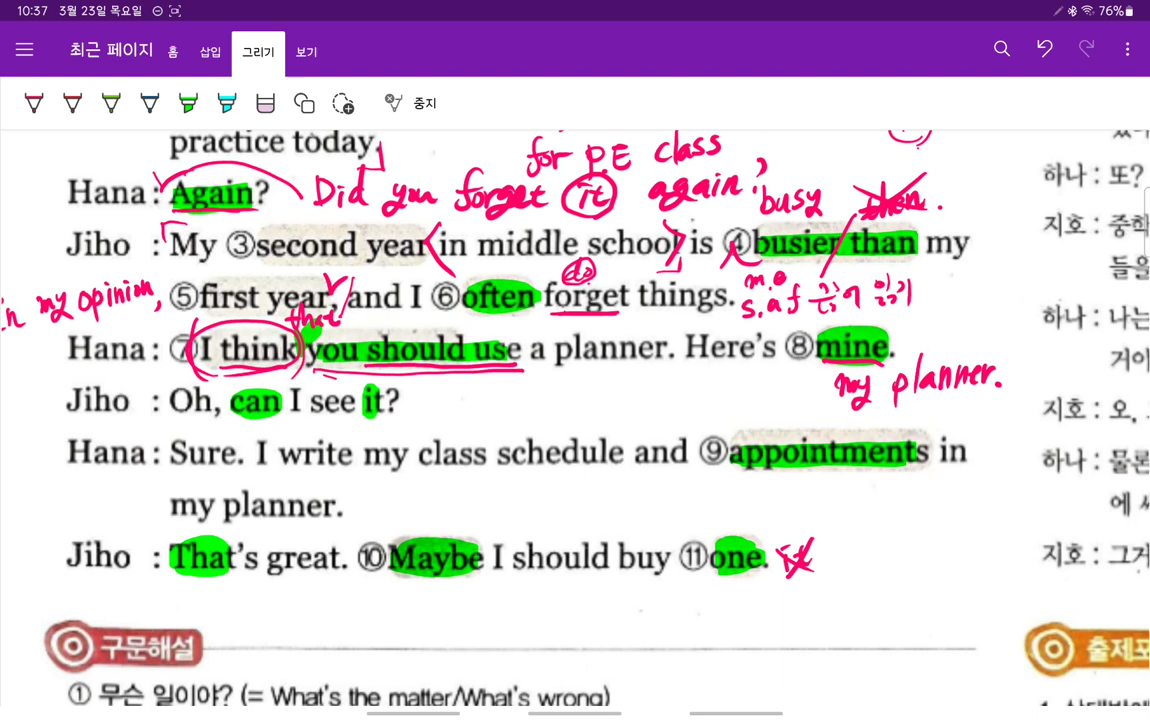 10:37 3월 23일 목요일 76%
최근 페이지 홈 삽입 그리기 보기
중지
practice today.
for P.E class
Hana : Again? Did you forget it again? busy then.
하나 : 또?
Jiho : My ③second year in middle school is ④busier than my
지호 : 중학
들을
do
in my opinion, ⑤first year, and I ⑥often forget things.
that
Hana : ⑦I think you should use a planner. Here's ⑧mine.
하나 : 나는
거이
my planner.
Jiho : Oh, can I see it?
지호 : 오,
Hana : Sure. I write my class schedule and ⑨appointments in
하나 : 물론
my planner.
에 써
Jiho : That's great. ⑩Maybe I should buy ⑪one. it
지호 : 그거
구문해설
출제포
① 무슨 일이야? (= What's the matter/What's wrong)